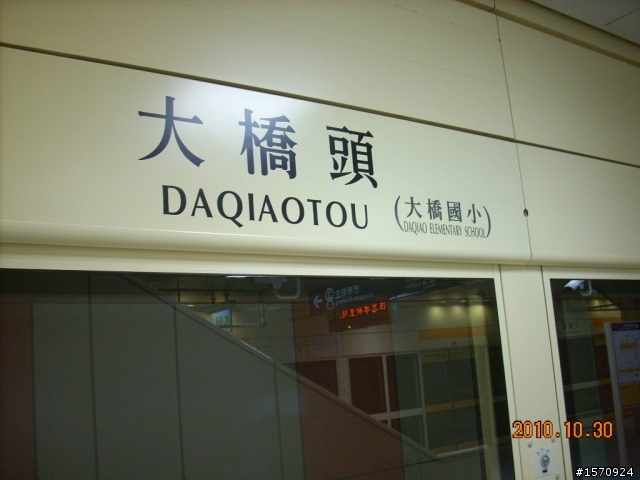 大橋頭
DAQIAOTOU
(大橋國小
DAQIAO ELEMENTARY SCHOOL)
2010.10.30
#1570924